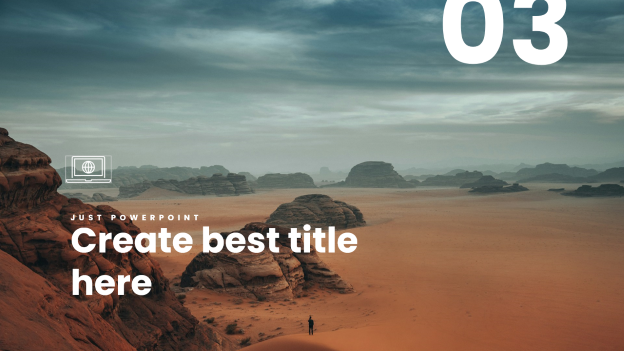 03
JUST POWERPOINT
Create best title
here